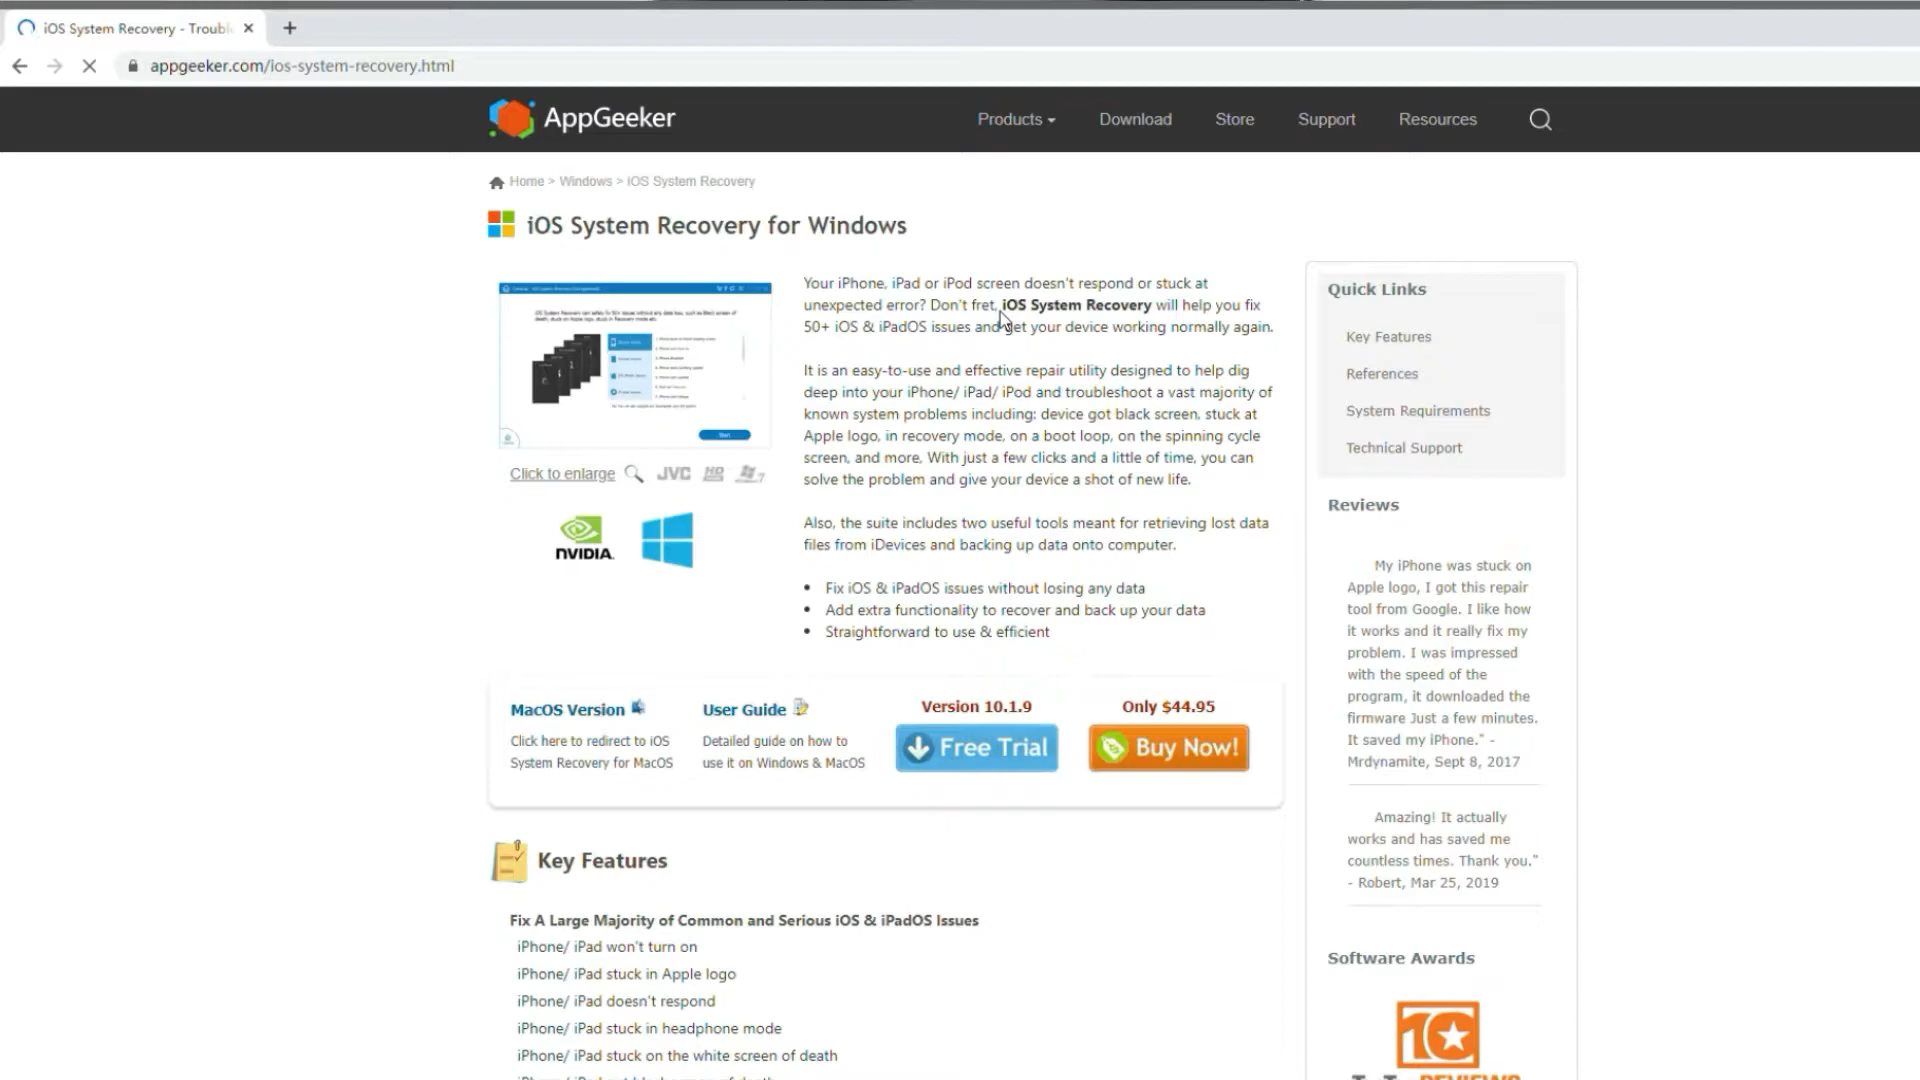 iOS System Recovery - Troubl
appgeeker.com/ios-system-recovery.html
AppGeeker
Products
Download
Store
Support
Resources
Home > Windows > iOS System Recovery
iOS System Recovery for Windows
Your iPhone, iPad or iPod screen doesn't respond or stuck at
unexpected error? Don't fret, iOS System Recovery will help you fix
50+ iOS & iPadOS issues and get your device working normally again.
It is an easy-to-use and effective repair utility designed to help dig
deep into your iPhone/ iPad/ iPod and troubleshoot a vast majority of
known system problems including: device got black screen, stuck at
Apple logo, in recovery mode, on a boot loop, on the spinning cycle
screen, and more. With just a few clicks and a little of time, you can
solve the problem and give your device a shot of new life.
Also, the suite includes two useful tools meant for retrieving lost data
files from iDevices and backing up data onto computer.
• Fix iOS & iPadOS issues without losing any data
• Add extra functionality to recover and back up your data
• Straightforward to use & efficient
Start
Click to enlarge
JVC
HD
7
NVIDIA.
MacOS Version
Click here to redirect to iOS
System Recovery for MacOS
User Guide
Detailed guide on how to
use it on Windows & MacOS
Version 10.1.9
Free Trial
Only $44.95
Buy Now!
Key Features
Fix A Large Majority of Common and Serious iOS & iPadOS Issues
iPhone/ iPad won't turn on
iPhone/ iPad stuck in Apple logo
iPhone/ iPad doesn't respond
iPhone/ iPad stuck in headphone mode
iPhone/ iPad stuck on the white screen of death
Quick Links
Key Features
References
System Requirements
Technical Support
Reviews
My iPhone was stuck on
Apple logo, I got this repair
tool from Google. I like how
it works and it really fix my
problem. I was impressed
with the speed of the
program, it downloaded the
firmware Just a few minutes.
It saved my iPhone." -
Mrdynamite, Sept 8, 2017
Amazing! It actually
works and has saved me
countless times. Thank you."
- Robert, Mar 25, 2019
Software Awards